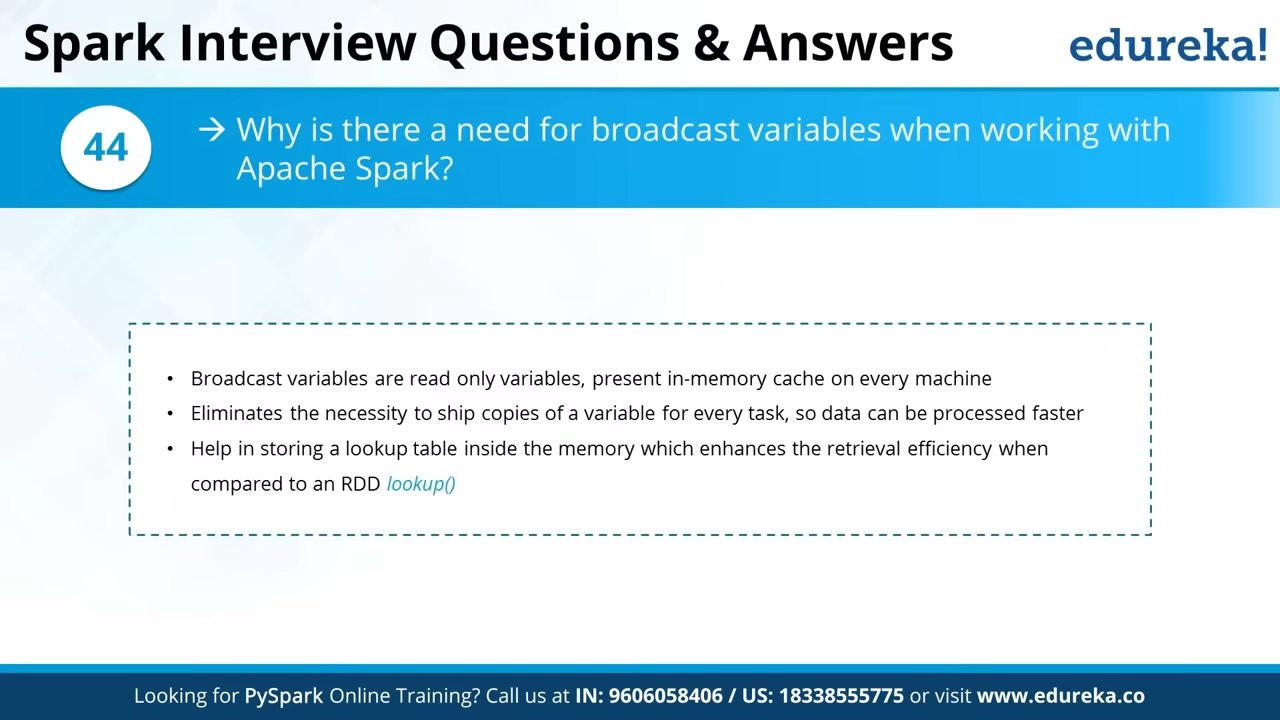 Spark Interview Questions & Answers
edureka!
44
→ Why is there a need for broadcast variables when working with
Apache Spark?
• Broadcast variables are read only variables, present in-memory cache on every machine
• Eliminates the necessity to ship copies of a variable for every task, so data can be processed faster
• Help in storing a lookup table inside the memory which enhances the retrieval efficiency when
compared to an RDD lookup()
Looking for PySpark Online Training? Call us at IN: 9606058406 / US: 18338555775 or visit www.edureka.co